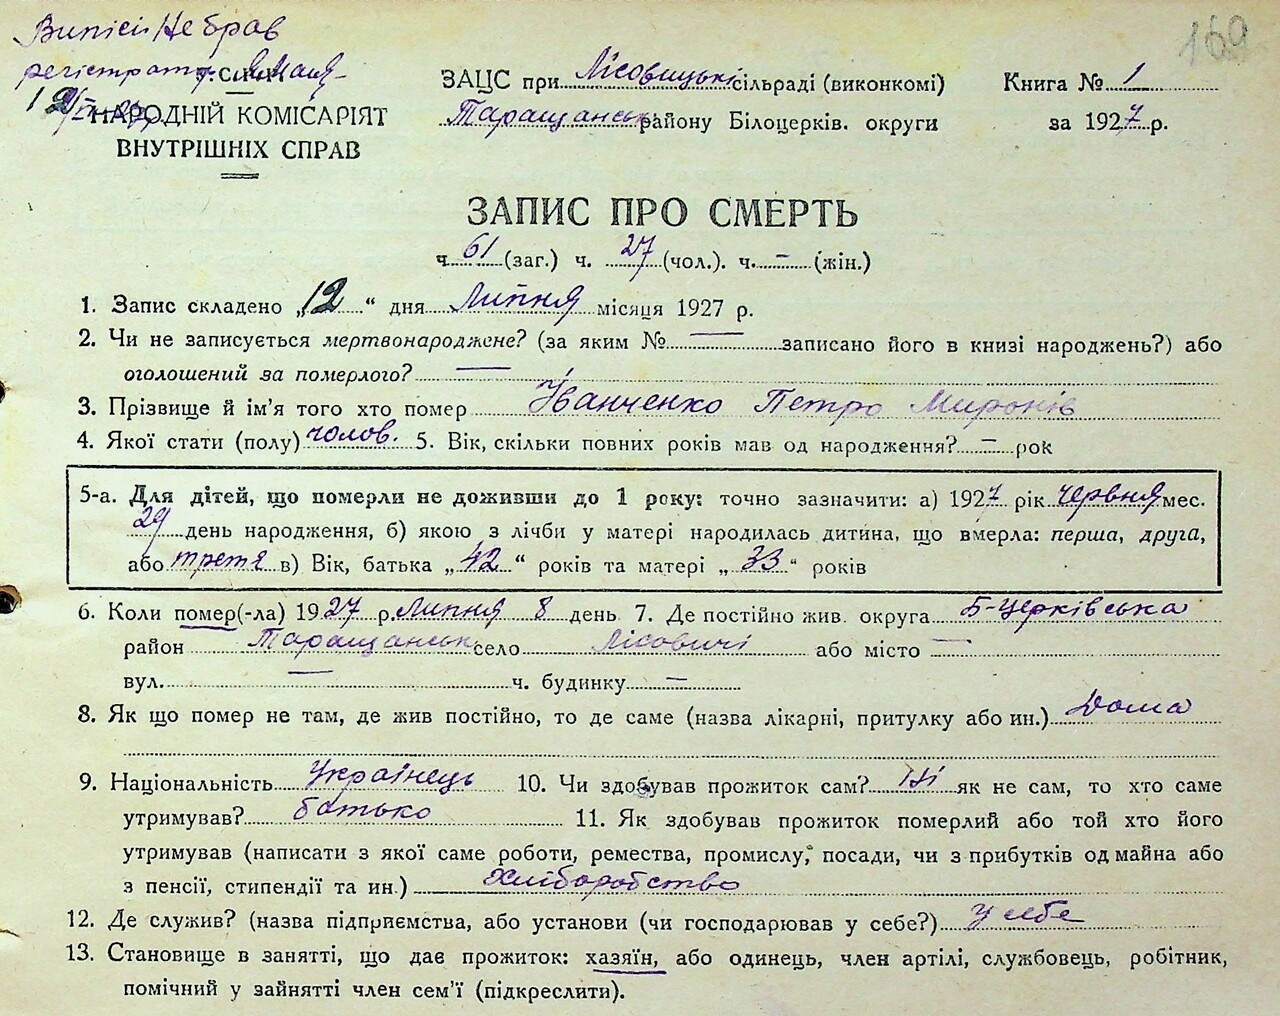 Виписи не брав
регістратор
У.С.Р.Р.
НАРОДНІЙ КОМІСАРІЯТ
ВНУТРІШНІХ СПРАВ
ЗАЦС при Лісовицькі сільраді (виконкомі)
Таращанськ району Білоцерків. округи
Книга № 1
за 1927 р.
169
ЗАПИС ПРО СМЕРТЬ
ч. 61 (заг.) ч. 27 (чол.). ч. – (жін.)
1. Запис складено „12“ дня Липня місяця 1927 р.
2. Чи не записується мертвонароджене? (за яким № — записано його в книзі народжень?) або
оголошений за померлого? —
3. Прізвище й ім'я того хто помер Іванченко Петро Миронів
4. Якої стати (полу) чолов. 5. Вік, скільки повних років мав од народження? – рок
5-а. Для дітей, що померли не доживши до 1 року: точно зазначити: а) 1927 рік червня мес.
29 день народження, б) якою з лічби у матері народилась дитина, що вмерла: перша, друга,
або третя в) Вік, батька „42“ років та матері „33“ років
6. Коли помер(-ла) 1927 р. Липня 8 день 7. Де постійно жив. округа Б-Церківська
район Таращанськ село Лісовичі або місто —
вул. — ч. будинку —
8. Як що помер не там, де жив постійно, то де саме (назва лікарні, притулку або ин.) Дома
9. Національність Українець 10. Чи здобував прожиток сам? Ні як не сам, то хто саме
утримував? батько 11. Як здобував прожиток померлий або той хто його
утримував (написати з якої саме роботи, ремества, промислу, посади, чи з прибутків од майна або
з пенсії, стипендії та ин.) Хліборобство
12. Де служив? (назва підприємства, або установи (чи господарював у себе?) у себе
13. Становище в занятті, що дає прожиток: хазяїн, або одинець, член артілі, службовець, робітник,
помічний у зайнятті член сем'ї (підкреслити).